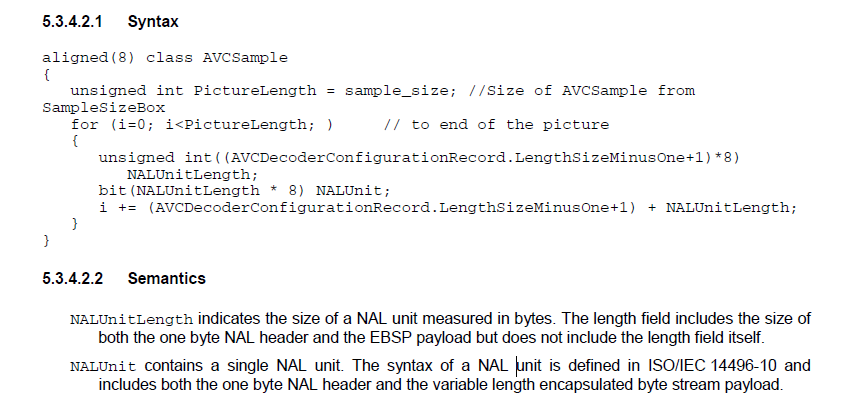 5.3.4.2.1 Syntax
aligned(8) class AVCSample
{
unsigned int PictureLength = sample_size; //Size of AVCSample from
SampleSizeBox
for (i=0; i<PictureLength; ) // to end of the picture
{
unsigned int((AVCDecoderConfigurationRecord.LengthSizeMinusOne+1)*8)
NALUnitLength;
bit(NALUnitLength * 8) NALUnit;
i += (AVCDecoderConfigurationRecord.LengthSizeMinusOne+1) + NALUnitLength;
}
}
5.3.4.2.2 Semantics
NALUnitLength indicates the size of a NAL unit measured in bytes. The length field includes the size of
both the one byte NAL header and the EBSP payload but does not include the length field itself.
NALUnit contains a single NAL unit. The syntax of a NAL unit is defined in ISO/IEC 14496-10 and
includes both the one byte NAL header and the variable length encapsulated byte stream payload.